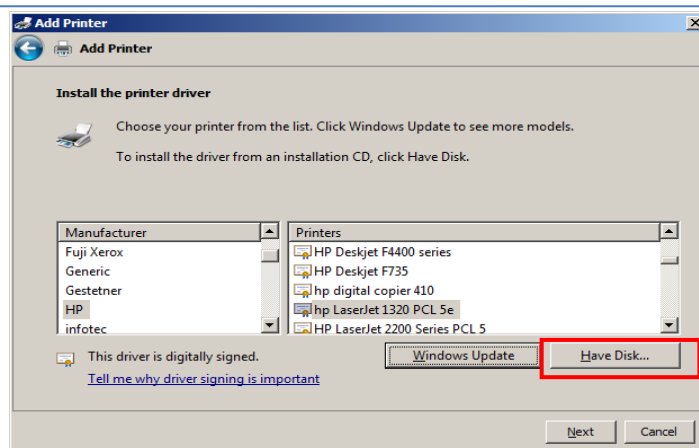 Add Printer
Add Printer
Install the printer driver
Choose your printer from the list. Click Windows Update to see more models.
To install the driver from an installation CD, click Have Disk.
Manufacturer
Fuji Xerox
Generic
Gestetner
HP
infotec
Printers
HP Deskjet F4400 series
HP Deskjet F735
hp digital copier 410
hp LaserJet 1320 PCL 5e
HP LaserJet 2200 Series PCL 5
This driver is digitally signed.
Tell me why driver signing is important
Windows Update
Have Disk...
Next
Cancel